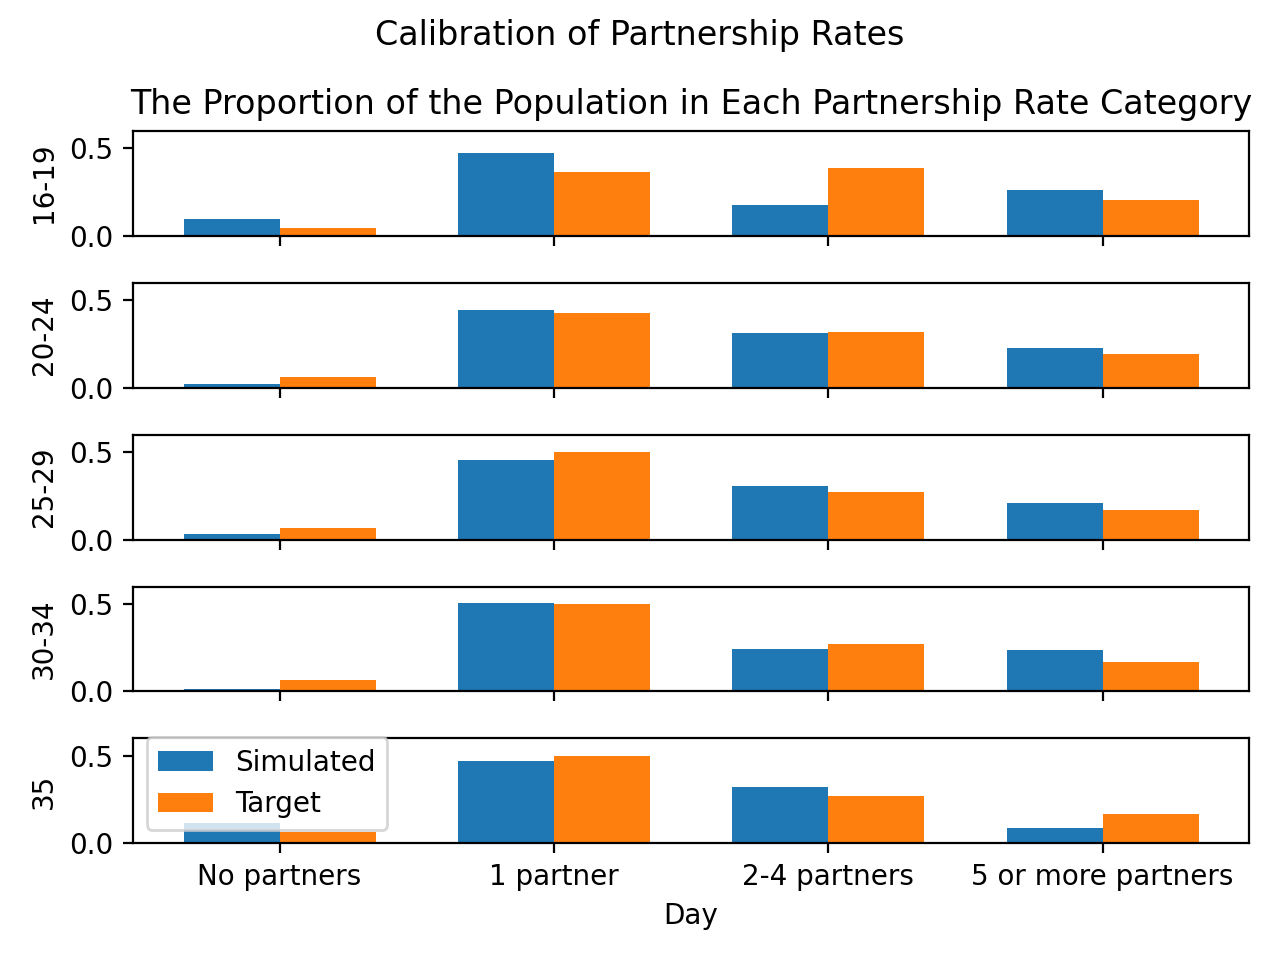 Calibration of Partnership Rates
The Proportion of the Population in Each Partnership Rate Category
16-19
0.5
0.0
20-24
0.5
0.0
25-29
0.5
0.0
30-34
0.5
0.0
35
0.5
0.0
Simulated
Target
No partners
1 partner
2-4 partners
5 or more partners
Day